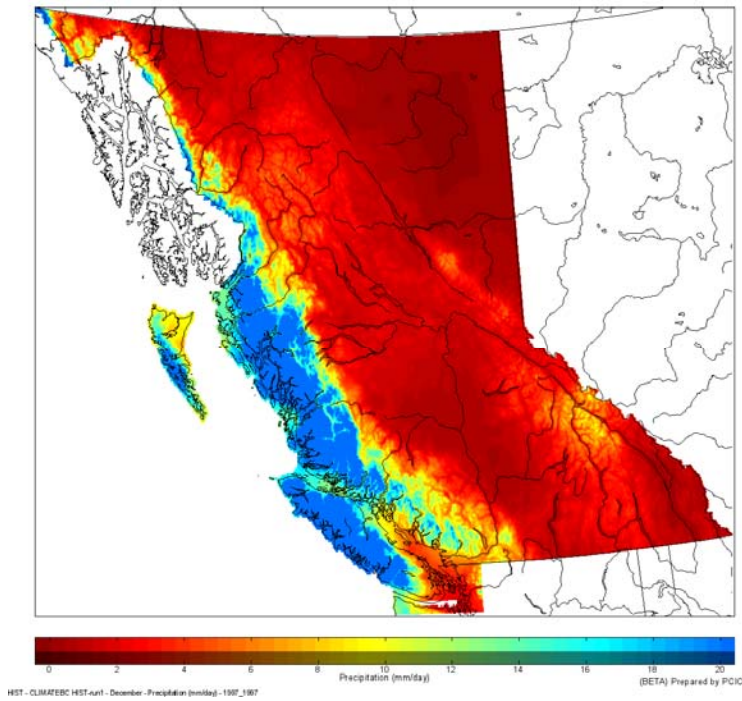 0 2 4 6 8 10 12 14 16 18 20
Precipitation (mm/day)
(BETA) Prepared by PCIC
HIST - CLIMATEBC HIST-run1 - December - Precipitation (mm/day) - 1997_1997